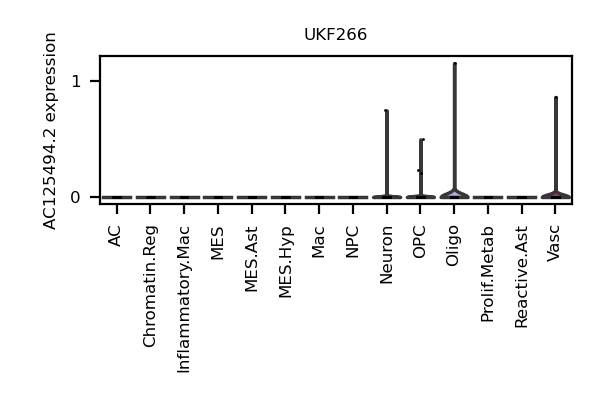 UKF266
AC125494.2 expression
1
0
AC
Chromatin.Reg
Inflammatory.Mac
MES
MES.Ast
MES.Hyp
Mac
NPC
Neuron
OPC
Oligo
Prolif.Metab
Reactive.Ast
Vasc